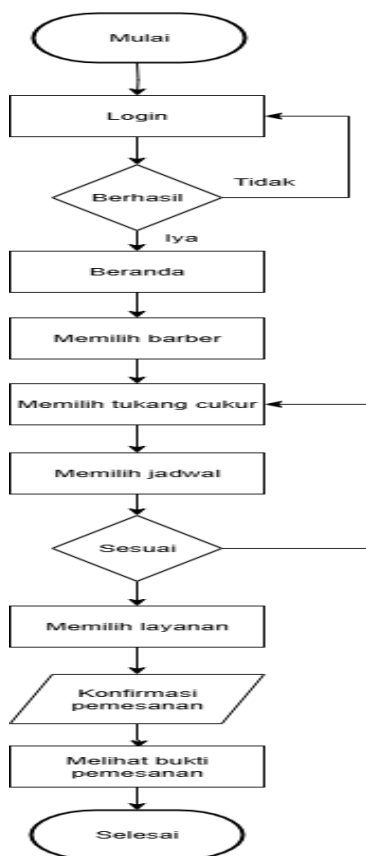 Mulai
Login
Berhasil
Tidak
Iya
Beranda
Memilih barber
Memilih tukang cukur
Memilih jadwal
Sesuai
Memilih layanan
Konfirmasi
pemesanan
Melihat bukti
pemesanan
Selesai